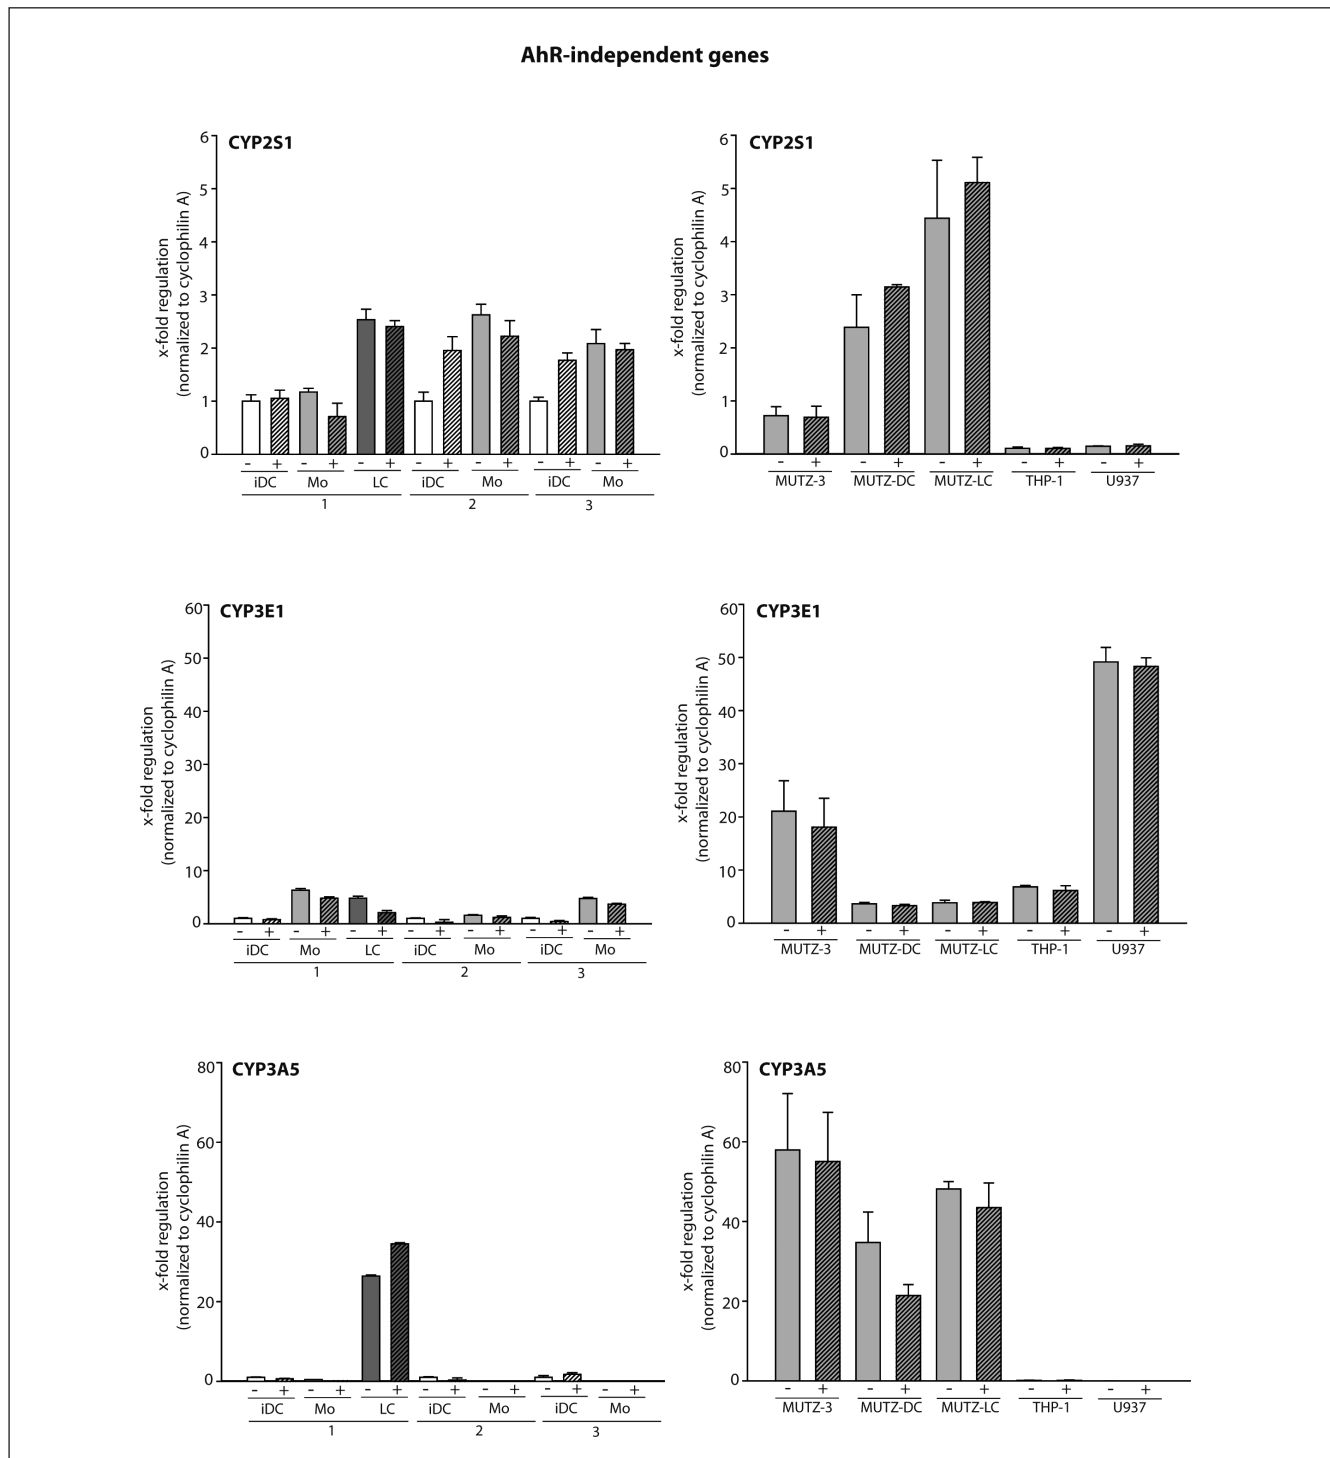 AhR-independent genes
CYP2S1
x-fold regulation
(normalized to cyclophilin A)
6
5
4
3
2
1
0
- + - + - + - + - + - + - +
iDC Mo LC iDC Mo iDC Mo
1 2 3
CYP2S1
x-fold regulation
(normalized to cyclophilin A)
6
5
4
3
2
1
0
- + - + - + - + - +
MUTZ-3 MUTZ-DC MUTZ-LC THP-1 U937
CYP3E1
x-fold regulation
(normalized to cyclophilin A)
60
50
40
30
20
10
0
- + - + - + - + - + - + - +
iDC Mo LC iDC Mo iDC Mo
1 2 3
CYP3E1
x-fold regulation
(normalized to cyclophilin A)
60
50
40
30
20
10
0
- + - + - + - + - +
MUTZ-3 MUTZ-DC MUTZ-LC THP-1 U937
CYP3A5
x-fold regulation
(normalized to cyclophilin A)
80
60
40
20
0
- + - + - + - + - + - + - +
iDC Mo LC iDC Mo iDC Mo
1 2 3
CYP3A5
x-fold regulation
(normalized to cyclophilin A)
80
60
40
20
0
- + - + - + - + - +
MUTZ-3 MUTZ-DC MUTZ-LC THP-1 U937